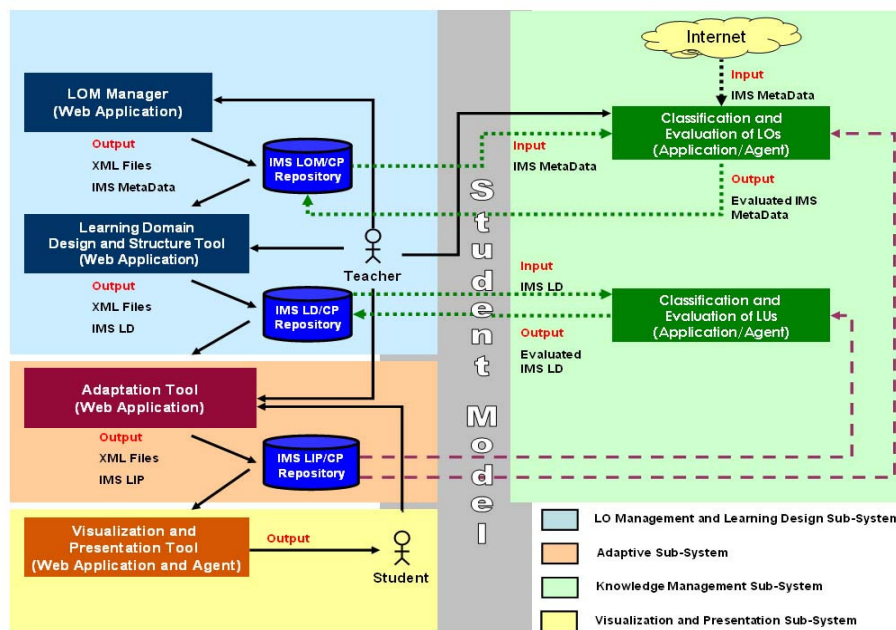 Internet
Input
IMS MetaData
LOM Manager
(Web Application)
Output
XML Files
IMS MetaData
IMS LOM/CP
Repository
Input
IMS MetaData
Classification and
Evaluation of LOs
(Application/Agent)
Output
Evaluated IMS
MetaData
Learning Domain
Design and Structure Tool
(Web Application)
Teacher
Output
XML Files
IMS LD
IMS LD/CP
Repository
Input
IMS LD
Output
Evaluated
IMS LD
Classification and
Evaluation of LUs
(Application/Agent)
Student Model
Adaptation Tool
(Web Application)
Output
XML Files
IMS LIP
IMS LIP/CP
Repository
Visualization and
Presentation Tool
(Web Application and Agent)
Output
Student
LO Management and Learning Design Sub-System
Adaptive Sub-System
Knowledge Management Sub-System
Visualization and Presentation Sub-System